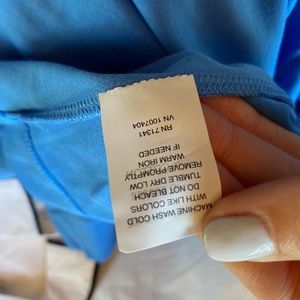 MACHINE WASH COLD
WITH LIKE COLORS
DO NOT BLEACH
TUMBLE DRY LOW
REMOVE PROMPTLY
WARM IRON
IF NEEDED
VN 1007404
RN 71341